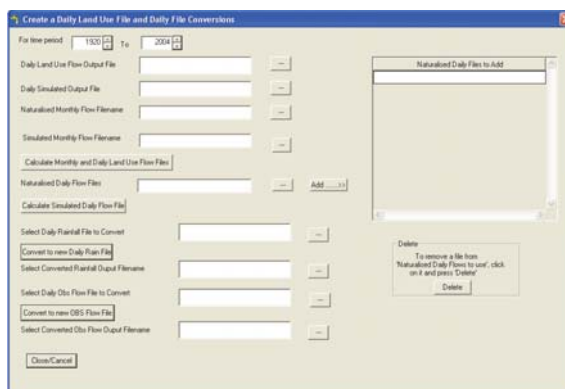 Create a Daily Land Use File and Daily File Conversions
For time period 1920 To 2004
Daily Land Use Flow Output File ...
Daily Simulated Output File ...
Naturalised Monthly Flow Filename ...
Simulated Monthly Flow Filename ...
Calculate Monthly and Daily Land Use Flow Files
Naturalised Daily Flow Files ... Add ......>>
Calculate Simulated Daily Flow File
Select Daily Rainfall File to Convert ...
Convert to new Daily Rain File
Select Converted Rainfall Ouput Filename ...
Select Daily Obs Flow File to Convert ...
Convert to new OBS Flow File
Select Converted Obs Flow Ouput Filename ...
Close/Cancel
Naturalised Daily Files to Add
Delete
To remove a file from
'Naturalised Daily Flows to use', click
on it and press 'Delete'
Delete